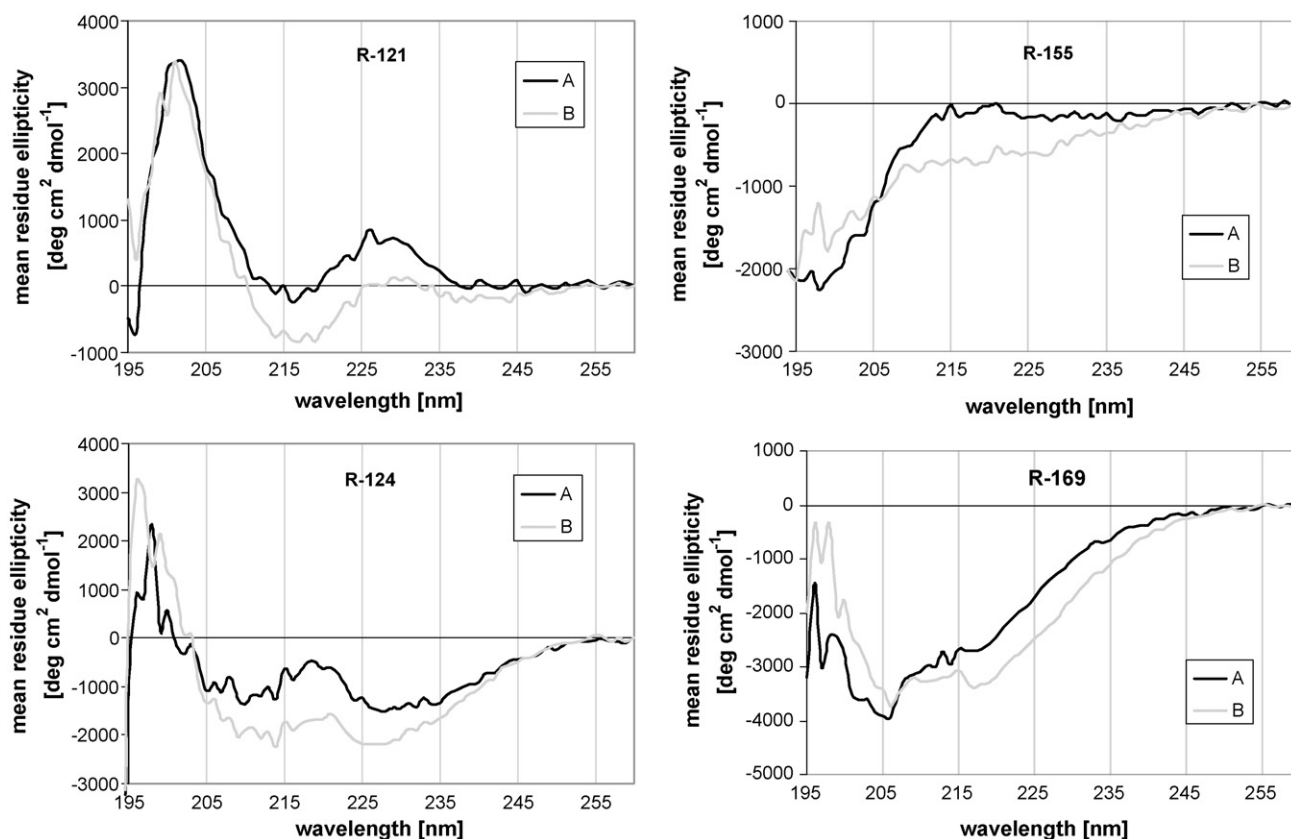 R-121
A
B
mean residue ellipticity
[deg cm² dmol⁻¹]
4000
3000
2000
1000
0
-1000
195 205 215 225 235 245 255
wavelength [nm]
R-155
A
B
mean residue ellipticity
[deg cm² dmol⁻¹]
1000
0
-1000
-2000
-3000
195 205 215 225 235 245 255
wavelength [nm]
R-124
A
B
mean residue ellipticity
[deg cm² dmol⁻¹]
4000
3000
2000
1000
0
-1000
-2000
-3000
195 205 215 225 235 245 255
wavelength [nm]
R-169
A
B
mean residue ellipticity
[deg cm² dmol⁻¹]
1000
0
-1000
-2000
-3000
-4000
-5000
195 205 215 225 235 245 255
wavelength [nm]